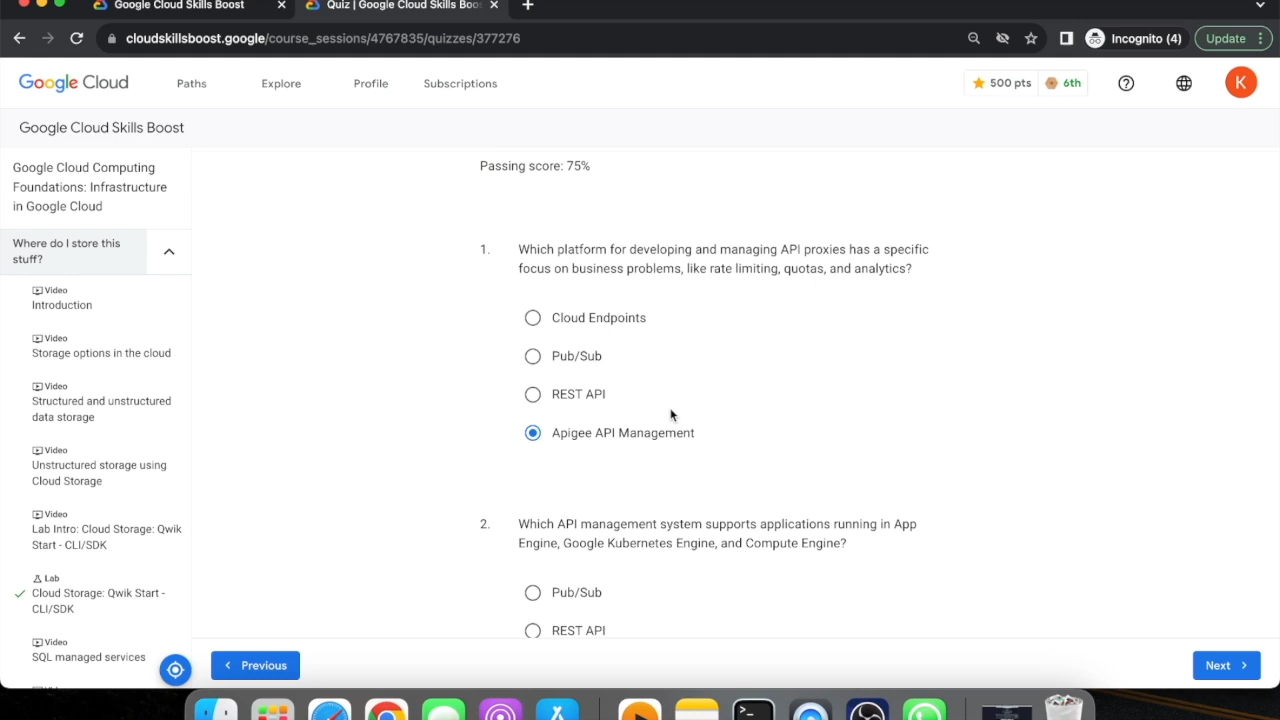 Google Cloud Skills Boost
Quiz | Google Cloud Skills Boo
cloudskillsboost.google/course_sessions/4767835/quizzes/377276
Incognito (4)
Update
Google Cloud
Paths
Explore
Profile
Subscriptions
500 pts
6th
K
Google Cloud Skills Boost
Google Cloud Computing
Foundations: Infrastructure
in Google Cloud
Where do I store this
stuff?
Video
Introduction
Video
Storage options in the cloud
Video
Structured and unstructured
data storage
Video
Unstructured storage using
Cloud Storage
Video
Lab Intro: Cloud Storage: Qwik
Start - CLI/SDK
Lab
Cloud Storage: Qwik Start -
CLI/SDK
Video
SQL managed services
Passing score: 75%
1. Which platform for developing and managing API proxies has a specific
focus on business problems, like rate limiting, quotas, and analytics?
Cloud Endpoints
Pub/Sub
REST API
Apigee API Management
2. Which API management system supports applications running in App
Engine, Google Kubernetes Engine, and Compute Engine?
Pub/Sub
REST API
Previous
Next